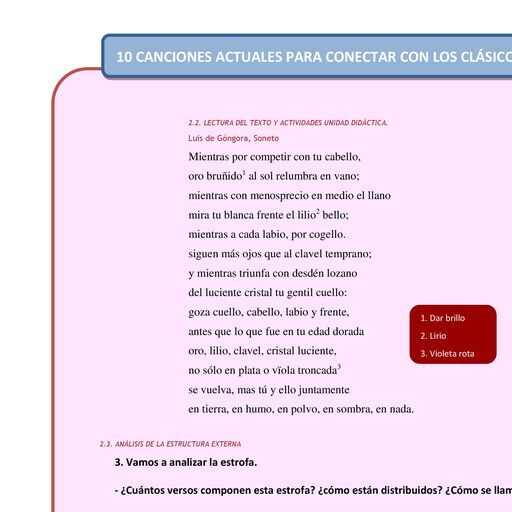 10 CANCIONES ACTUALES PARA CONECTAR CON LOS CLÁSICO
2.2. LECTURA DEL TEXTO Y ACTIVIDADES UNIDAD DIDÁCTICA.
Luis de Góngora, Soneto
Mientras por competir con tu cabello,
oro bruñido¹ al sol relumbra en vano;
mientras con menosprecio en medio el llano
mira tu blanca frente el lilio² bello;
mientras a cada labio, por cogello.
siguen más ojos que al clavel temprano;
y mientras triunfa con desdén lozano
del luciente cristal tu gentil cuello:
goza cuello, cabello, labio y frente,
antes que lo que fue en tu edad dorada
oro, lilio, clavel, cristal luciente,
no sólo en plata o vïola troncada³
se vuelva, mas tú y ello juntamente
en tierra, en humo, en polvo, en sombra, en nada.
1. Dar brillo
2. Lirio
3. Violeta rota
2.3. ANÁLISIS DE LA ESTRUCTURA EXTERNA
3. Vamos a analizar la estrofa.
- ¿Cuántos versos componen esta estrofa? ¿cómo están distribuidos? ¿Cómo se llam